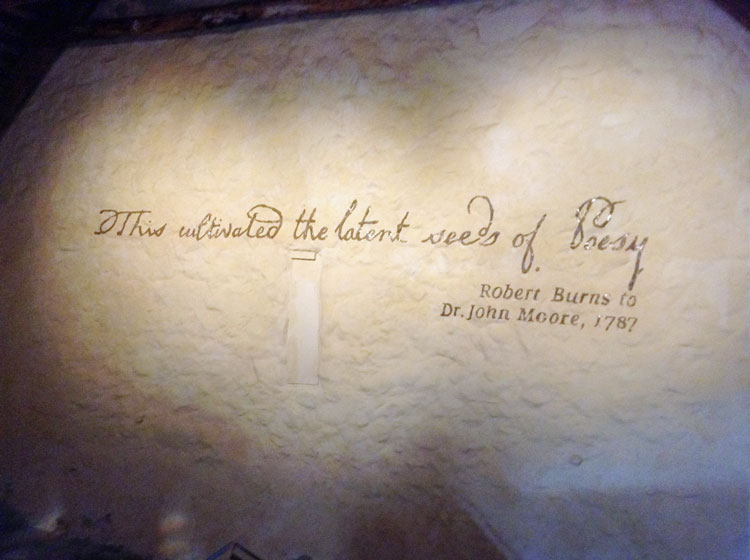 This cultivated the latent seeds of Poesy
Robert Burns to
Dr. John Moore, 1787